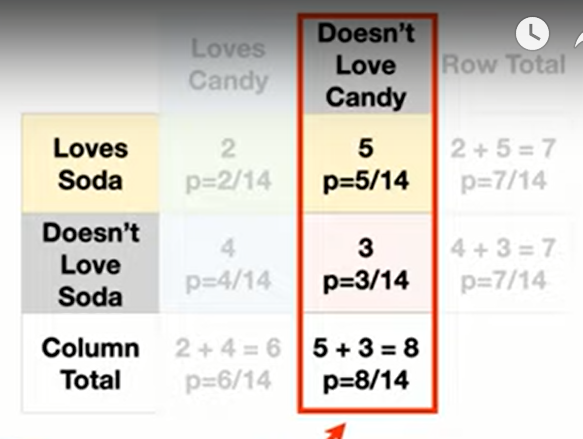 Loves
Candy
Doesn't
Love
Candy
Row Total
Loves
Soda
2
p=2/14
5
p=5/14
2 + 5 = 7
p=7/14
Doesn't
Love
Soda
4
p=4/14
3
p=3/14
4 + 3 = 7
p=7/14
Column
Total
2 + 4 = 6
p=6/14
5 + 3 = 8
p=8/14